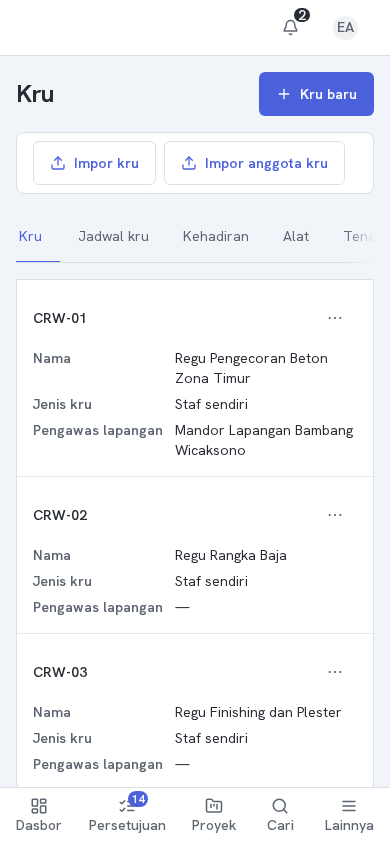 2
EA
Kru
Kru baru
Impor kru
Impor anggota kru
Kru
Jadwal kru
Kehadiran
Alat
CRW-01
Nama
Regu Pengecoran Beton
Zona Timur
Jenis kru
Staf sendiri
Pengawas lapangan
Mandor Lapangan Bambang
Wicaksono
CRW-02
Nama
Regu Rangka Baja
Jenis kru
Staf sendiri
Pengawas lapangan
—
CRW-03
Nama
Regu Finishing dan Plester
Jenis kru
Staf sendiri
Pengawas lapangan
—
14
Dasbor
Persetujuan
Proyek
Cari
Lainnya